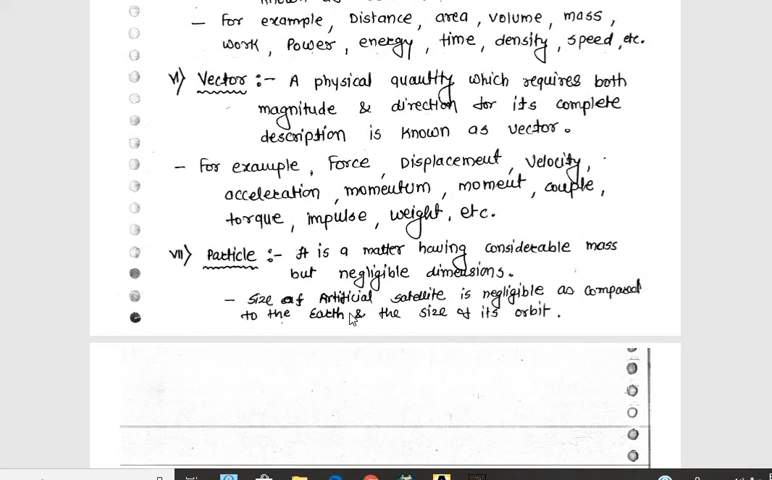 - For example, Distance, area, volume, mass,
work, Power, energy, time, density, speed, etc.
vi) Vector :- A physical quantity which requires both
magnitude & direction for its complete
description is known as vector.
- For example, Force, Displacement, velocity,
acceleration, momentum, moment, couple,
torque, impulse, weight, etc.
vii) Particle :- It is a matter having considerable mass
but negligible dimensions.
- Size of Artificial satellite is negligible as compared
to the Earth & the size of its orbit.